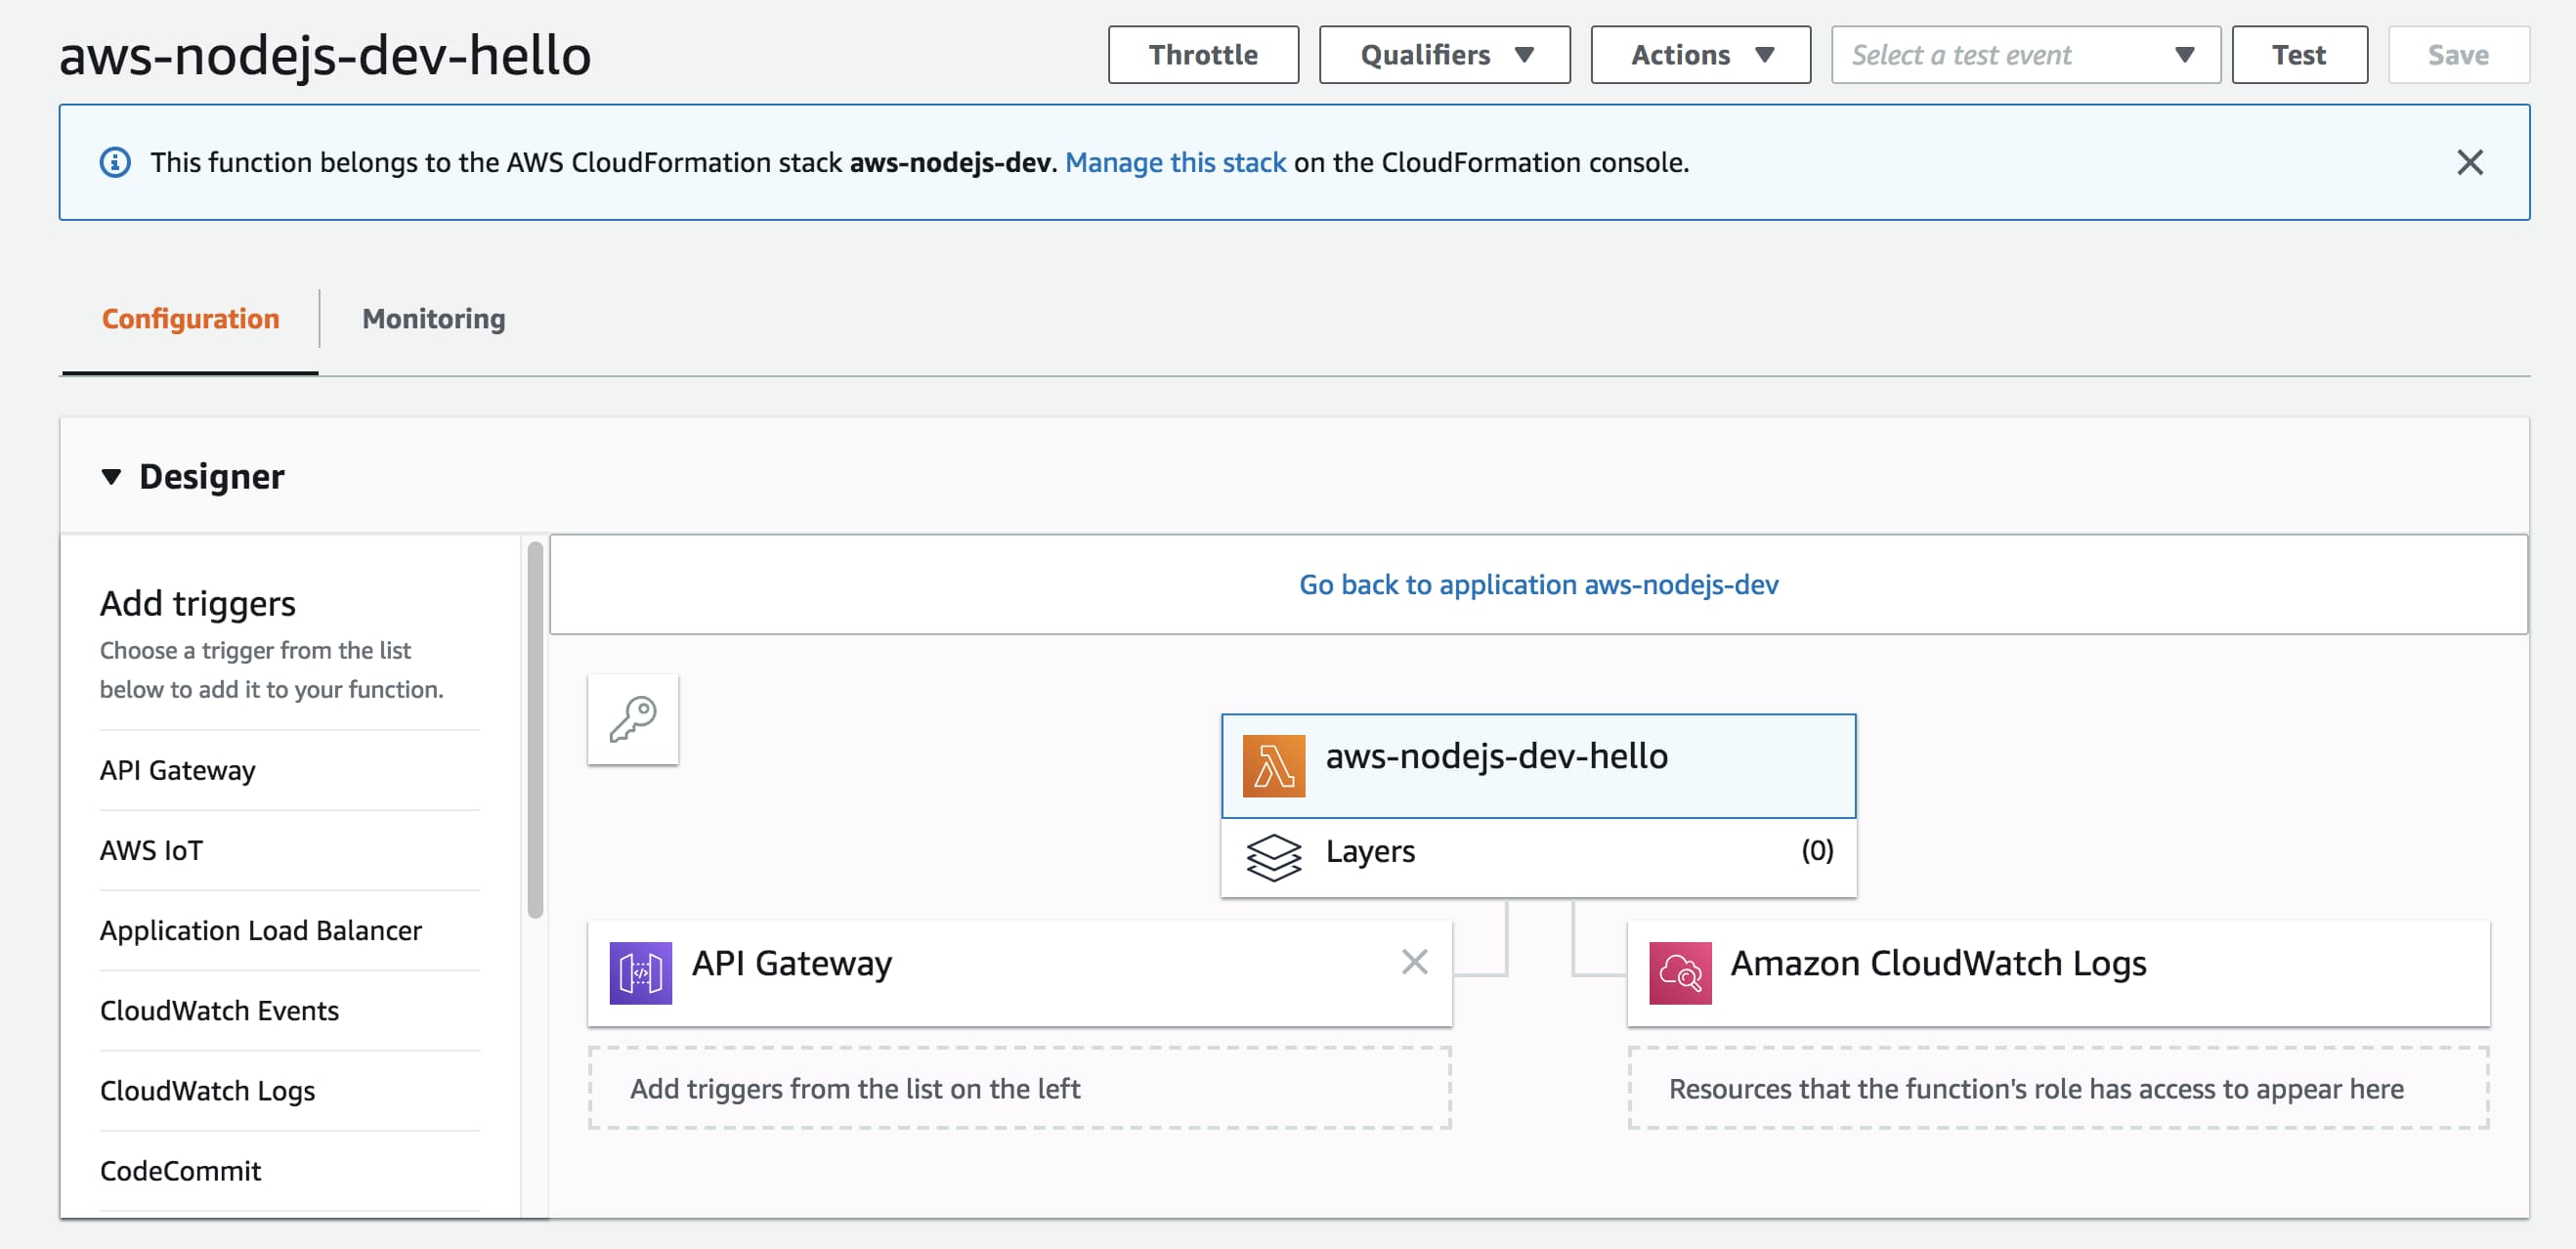 aws-nodejs-dev-hello
Throttle
Qualifiers
Actions
Select a test event
Test
Save
This function belongs to the AWS CloudFormation stack aws-nodejs-dev. Manage this stack on the CloudFormation console.
Configuration
Monitoring
Designer
Add triggers
Choose a trigger from the list
below to add it to your function.
API Gateway
AWS IoT
Application Load Balancer
CloudWatch Events
CloudWatch Logs
CodeCommit
Go back to application aws-nodejs-dev
aws-nodejs-dev-hello
Layers (0)
API Gateway
Add triggers from the list on the left
Amazon CloudWatch Logs
Resources that the function's role has access to appear here